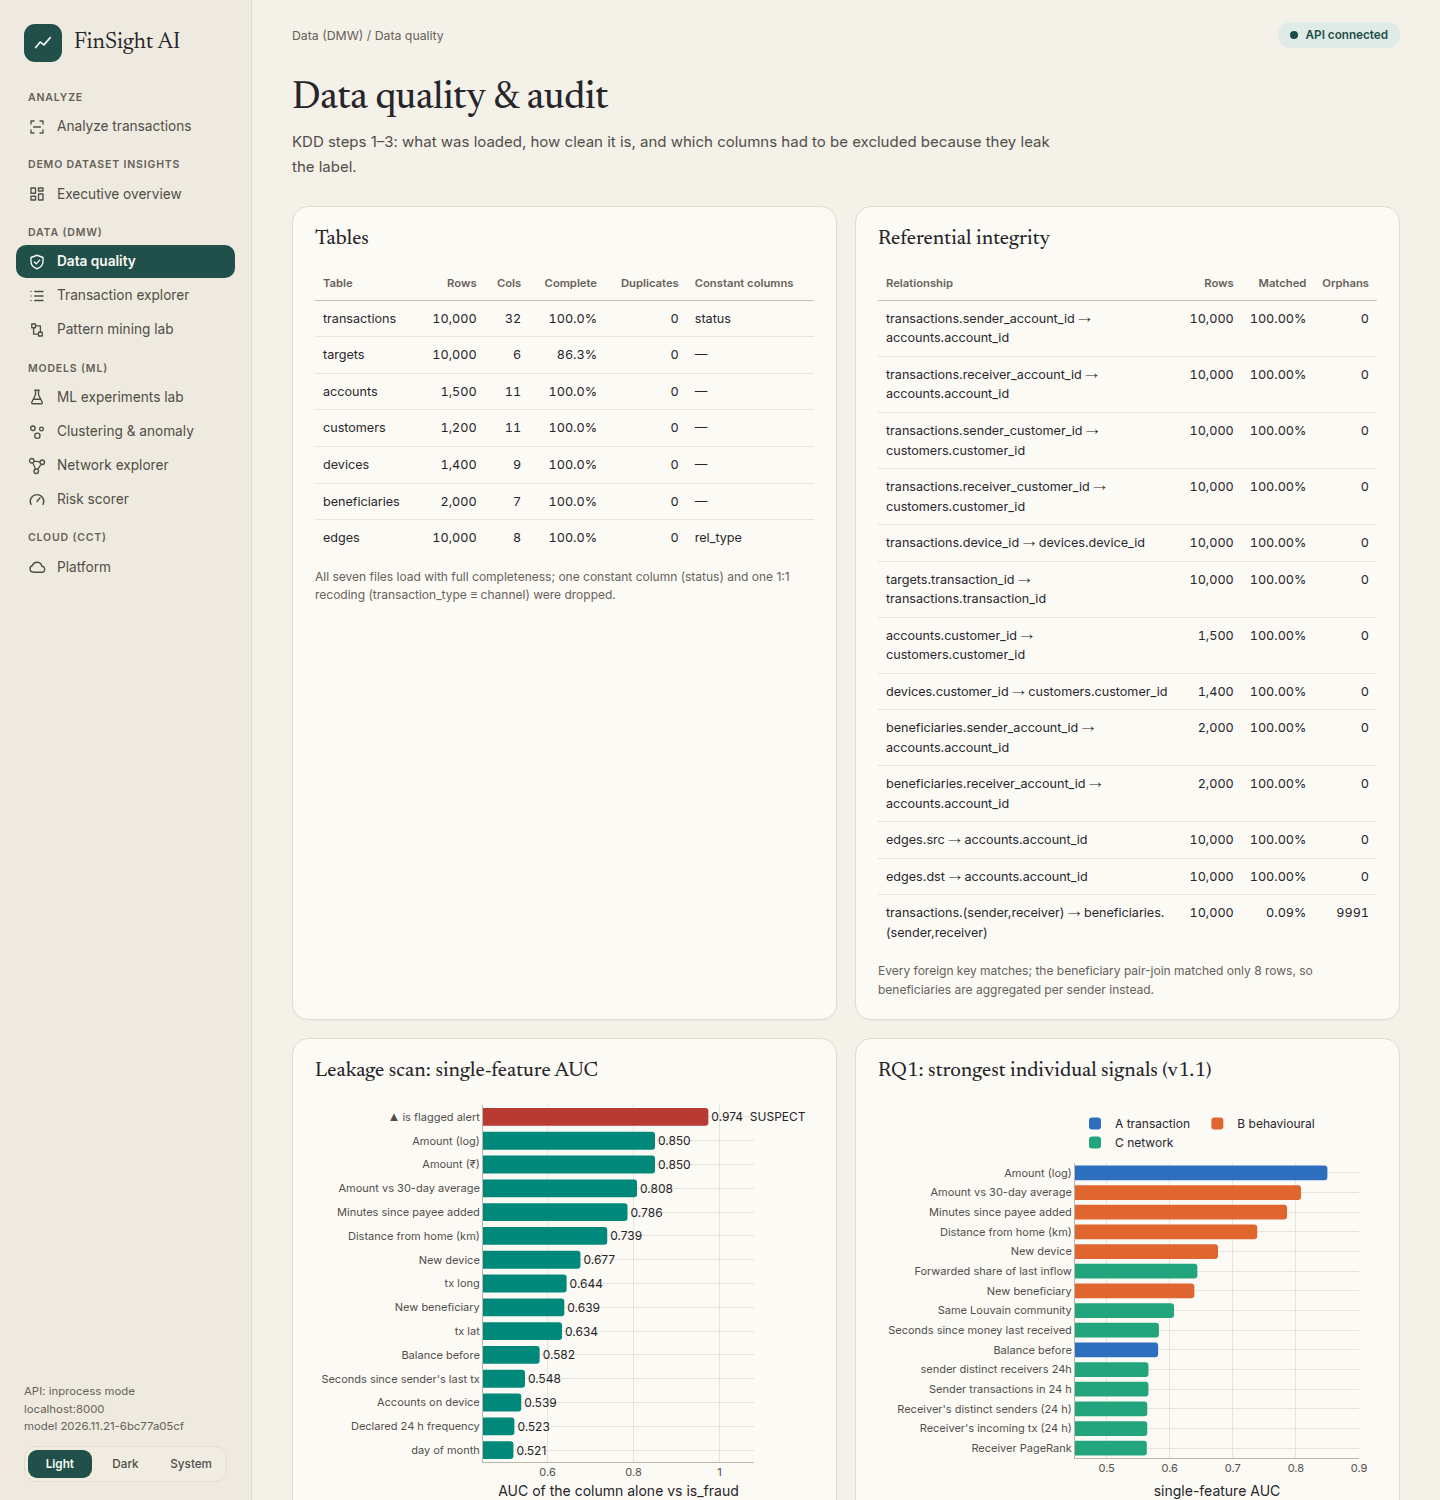 FinSight AI
ANALYZE
Analyze transactions
DEMO DATASET INSIGHTS
Executive overview
DATA (DMW)
Data quality
Transaction explorer
Pattern mining lab
MODELS (ML)
ML experiments lab
Clustering & anomaly
Network explorer
Risk scorer
CLOUD (CCT)
Platform
API: inprocess mode
localhost:8000
model 2026.11.21-6bc77a05cf
Light Dark System
Data (DMW) / Data quality
API connected
Data quality & audit
KDD steps 1–3: what was loaded, how clean it is, and which columns had to be excluded because they leak
the label.
Tables
Table Rows Cols Complete Duplicates Constant columns
transactions 10,000 32 100.0% 0 status
targets 10,000 6 86.3% 0 —
accounts 1,500 11 100.0% 0 —
customers 1,200 11 100.0% 0 —
devices 1,400 9 100.0% 0 —
beneficiaries 2,000 7 100.0% 0 —
edges 10,000 8 100.0% 0 rel_type
All seven files load with full completeness; one constant column (status) and one 1:1
recoding (transaction_type ≡ channel) were dropped.
Referential integrity
Relationship Rows Matched Orphans
transactions.sender_account_id → 10,000 100.00% 0
accounts.account_id
transactions.receiver_account_id → 10,000 100.00% 0
accounts.account_id
transactions.sender_customer_id → 10,000 100.00% 0
customers.customer_id
transactions.receiver_customer_id → 10,000 100.00% 0
customers.customer_id
transactions.device_id → devices.device_id 10,000 100.00% 0
targets.transaction_id → 10,000 100.00% 0
transactions.transaction_id
accounts.customer_id → 1,500 100.00% 0
customers.customer_id
devices.customer_id → customers.customer_id 1,400 100.00% 0
beneficiaries.sender_account_id → 2,000 100.00% 0
accounts.account_id
beneficiaries.receiver_account_id → 2,000 100.00% 0
accounts.account_id
edges.src → accounts.account_id 10,000 100.00% 0
edges.dst → accounts.account_id 10,000 100.00% 0
transactions.(sender,receiver) → beneficiaries. 10,000 0.09% 9991
(sender,receiver)
Every foreign key matches; the beneficiary pair-join matched only 8 rows, so
beneficiaries are aggregated per sender instead.
Leakage scan: single-feature AUC
▲ is flagged alert 0.974 SUSPECT
Amount (log) 0.850
Amount (₹) 0.850
Amount vs 30-day average 0.808
Minutes since payee added 0.786
Distance from home (km) 0.739
New device 0.677
tx long 0.644
New beneficiary 0.639
tx lat 0.634
Balance before 0.582
Seconds since sender's last tx 0.548
Accounts on device 0.539
Declared 24 h frequency 0.523
day of month 0.521
0.6 0.8 1
AUC of the column alone vs is_fraud
RQ1: strongest individual signals (v1.1)
A transaction B behavioural
C network
Amount (log)
Amount vs 30-day average
Minutes since payee added
Distance from home (km)
New device
Forwarded share of last inflow
New beneficiary
Same Louvain community
Seconds since money last received
Balance before
sender distinct receivers 24h
Sender transactions in 24 h
Receiver's distinct senders (24 h)
Receiver's incoming tx (24 h)
Receiver PageRank
0.5 0.6 0.7 0.8 0.9
single-feature AUC